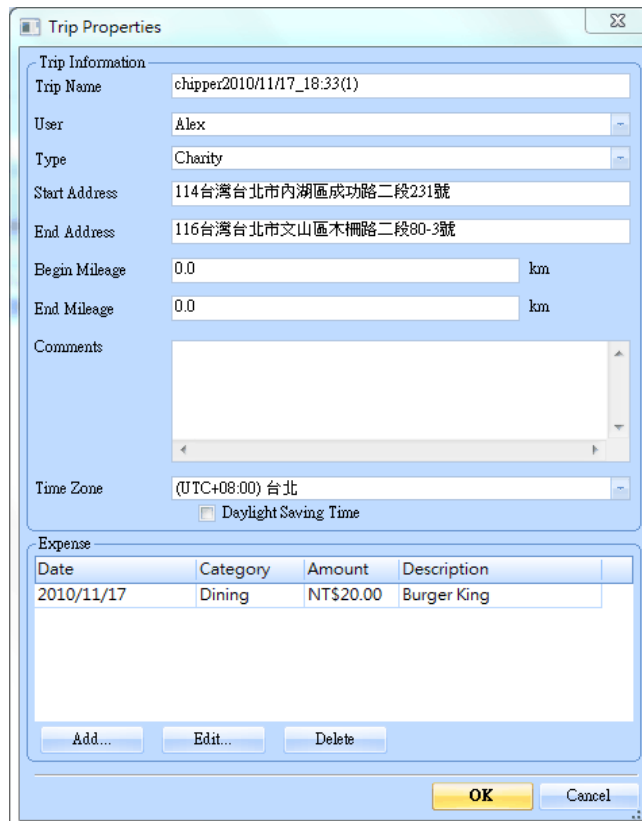 Trip Properties
Trip Information
Trip Name chipper2010/11/17_18:33(1)
User Alex
Type Charity
Start Address 114台灣台北市內湖區成功路二段231號
End Address 116台灣台北市文山區木柵路二段80-3號
Begin Mileage 0.0 km
End Mileage 0.0 km
Comments
Time Zone (UTC+08:00) 台北
Daylight Saving Time
Expense
Date Category Amount Description
2010/11/17 Dining NT$20.00 Burger King
Add... Edit... Delete
OK Cancel